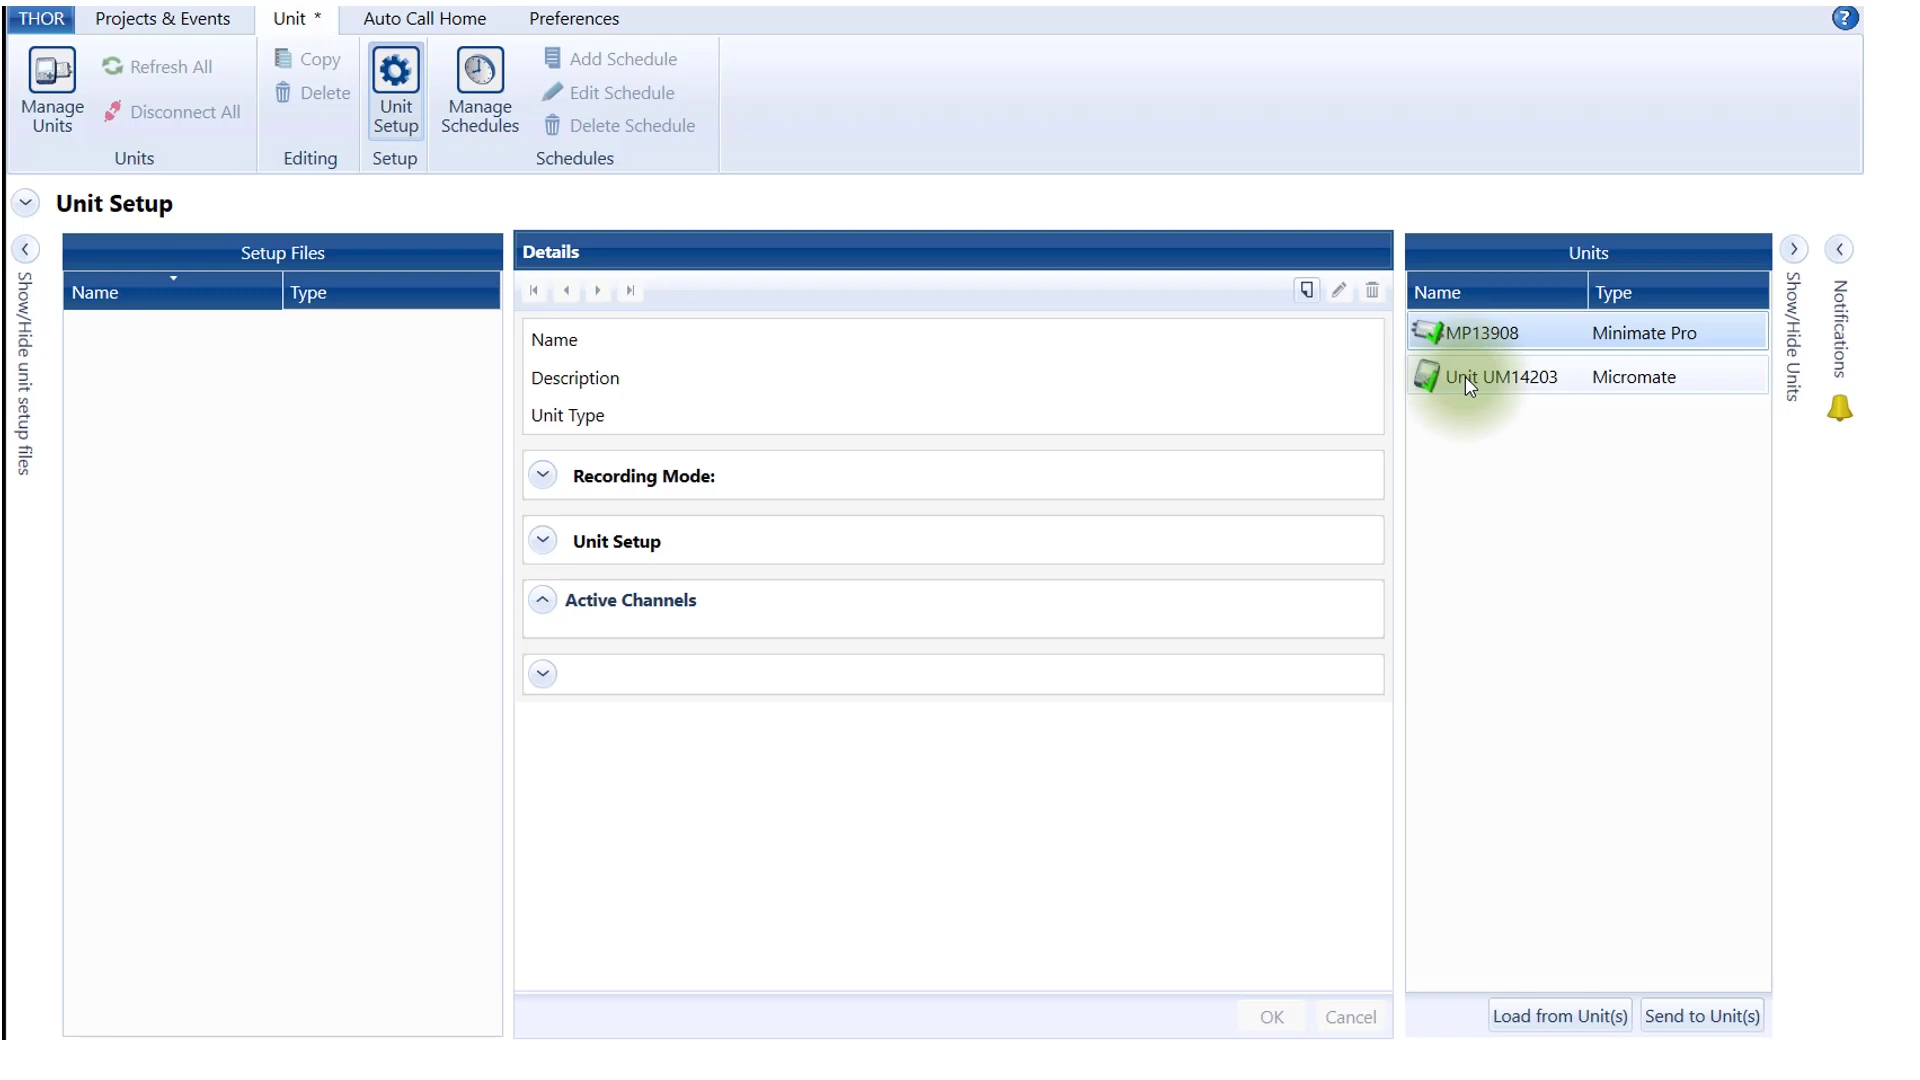 THOR Projects & Events Unit * Auto Call Home Preferences ?
Manage Units
Refresh All
Disconnect All
Units
Copy
Delete
Editing
Unit Setup
Setup
Manage Schedules
Add Schedule
Edit Schedule
Delete Schedule
Schedules
Unit Setup
Show/Hide unit setup files
Setup Files
Name Type
Details
Name
Description
Unit Type
Recording Mode:
Unit Setup
Active Channels
OK Cancel
Units
Name Type
MP13908 Minimate Pro
Unit UM14203 Micromate
Load from Unit(s) Send to Unit(s)
Show/Hide Units
Notifications